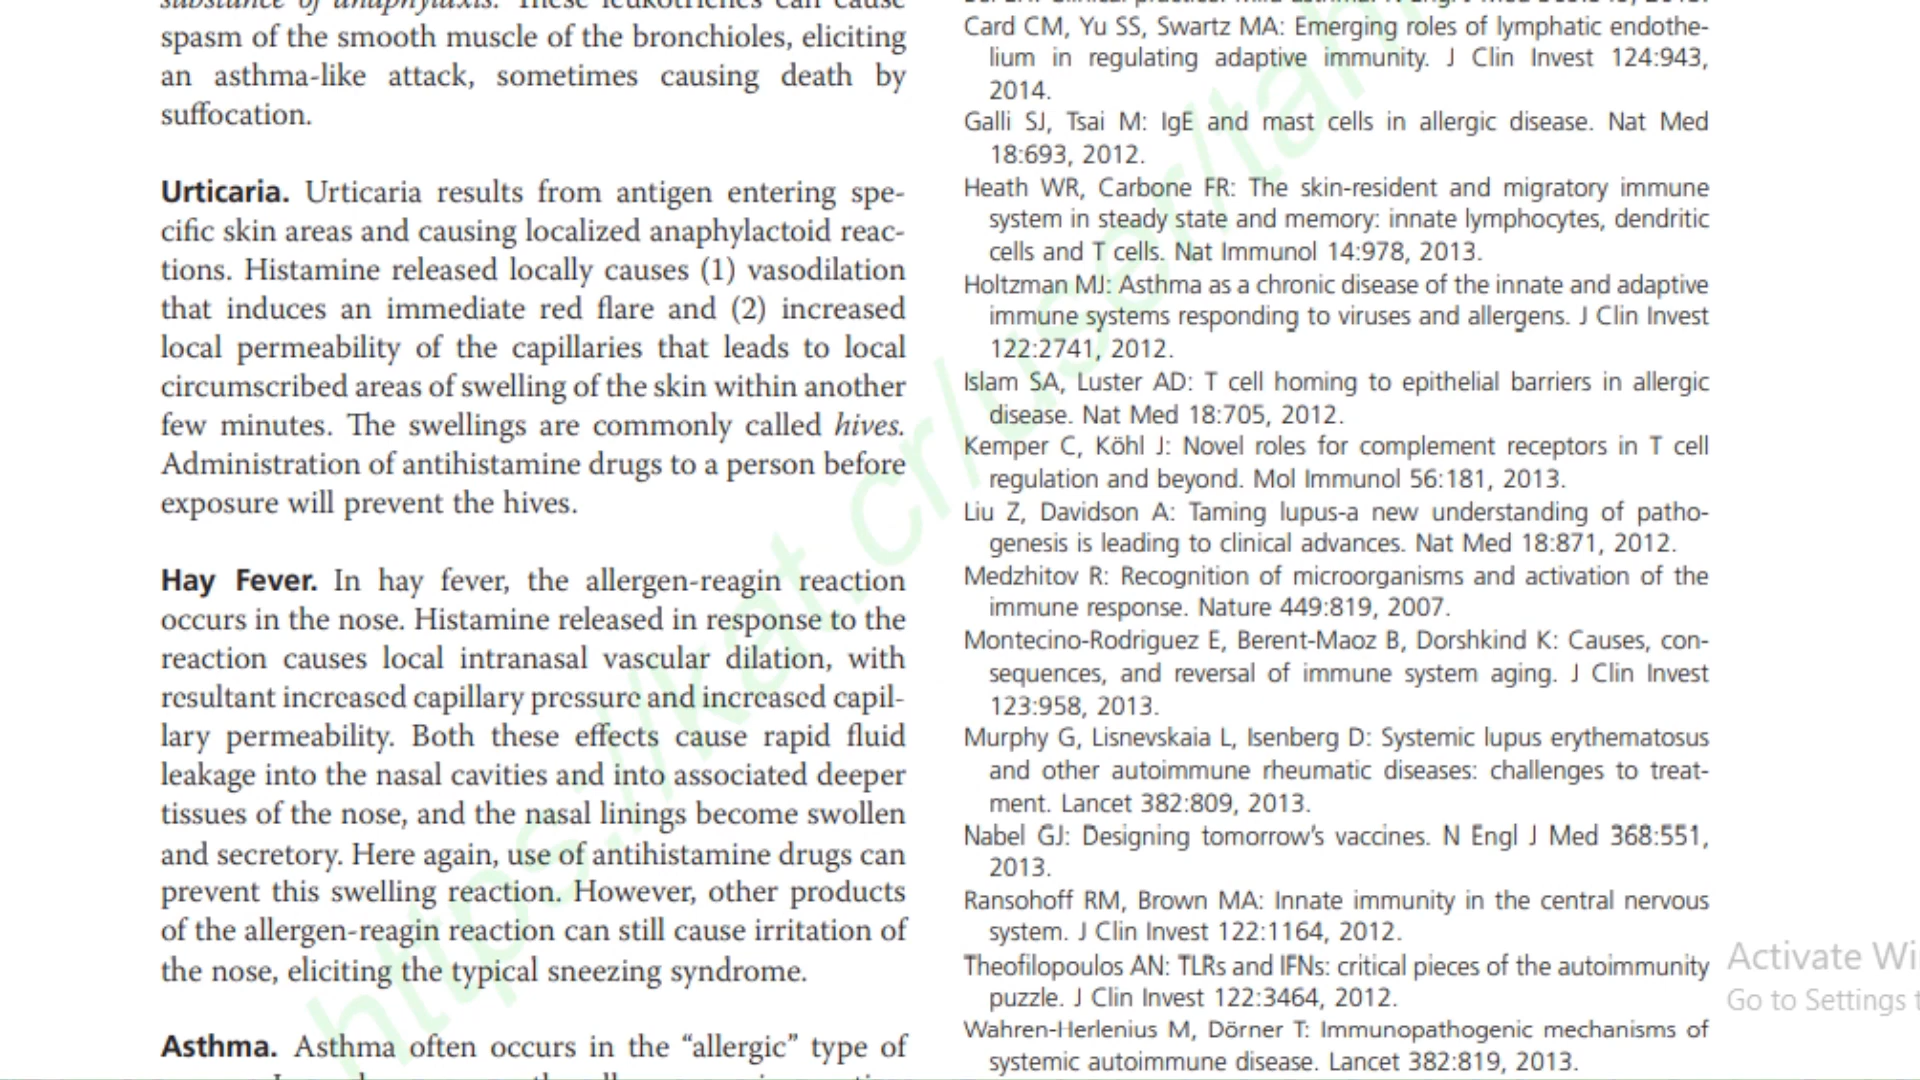 substance of anaphylaxis. These leukotrienes can cause
spasm of the smooth muscle of the bronchioles, eliciting
an asthma-like attack, sometimes causing death by
suffocation.
Urticaria. Urticaria results from antigen entering spe-
cific skin areas and causing localized anaphylactoid reac-
tions. Histamine released locally causes (1) vasodilation
that induces an immediate red flare and (2) increased
local permeability of the capillaries that leads to local
circumscribed areas of swelling of the skin within another
few minutes. The swellings are commonly called hives.
Administration of antihistamine drugs to a person before
exposure will prevent the hives.
Hay Fever. In hay fever, the allergen-reagin reaction
occurs in the nose. Histamine released in response to the
reaction causes local intranasal vascular dilation, with
resultant increased capillary pressure and increased capil-
lary permeability. Both these effects cause rapid fluid
leakage into the nasal cavities and into associated deeper
tissues of the nose, and the nasal linings become swollen
and secretory. Here again, use of antihistamine drugs can
prevent this swelling reaction. However, other products
of the allergen-reagin reaction can still cause irritation of
the nose, eliciting the typical sneezing syndrome.
Asthma. Asthma often occurs in the “allergic” type of
Card CM, Yu SS, Swartz MA: Emerging roles of lymphatic endothe-
lium in regulating adaptive immunity. J Clin Invest 124:943,
2014.
Galli SJ, Tsai M: IgE and mast cells in allergic disease. Nat Med
18:693, 2012.
Heath WR, Carbone FR: The skin-resident and migratory immune
system in steady state and memory: innate lymphocytes, dendritic
cells and T cells. Nat Immunol 14:978, 2013.
Holtzman MJ: Asthma as a chronic disease of the innate and adaptive
immune systems responding to viruses and allergens. J Clin Invest
122:2741, 2012.
Islam SA, Luster AD: T cell homing to epithelial barriers in allergic
disease. Nat Med 18:705, 2012.
Kemper C, Köhl J: Novel roles for complement receptors in T cell
regulation and beyond. Mol Immunol 56:181, 2013.
Liu Z, Davidson A: Taming lupus-a new understanding of patho-
genesis is leading to clinical advances. Nat Med 18:871, 2012.
Medzhitov R: Recognition of microorganisms and activation of the
immune response. Nature 449:819, 2007.
Montecino-Rodriguez E, Berent-Maoz B, Dorshkind K: Causes, con-
sequences, and reversal of immune system aging. J Clin Invest
123:958, 2013.
Murphy G, Lisnevskaia L, Isenberg D: Systemic lupus erythematosus
and other autoimmune rheumatic diseases: challenges to treat-
ment. Lancet 382:809, 2013.
Nabel GJ: Designing tomorrow’s vaccines. N Engl J Med 368:551,
2013.
Ransohoff RM, Brown MA: Innate immunity in the central nervous
system. J Clin Invest 122:1164, 2012.
Theofilopoulos AN: TLRs and IFNs: critical pieces of the autoimmunity
puzzle. J Clin Invest 122:3464, 2012.
Wahren-Herlenius M, Dörner T: Immunopathogenic mechanisms of
systemic autoimmune disease. Lancet 382:819, 2013.
https://kat.cr/user/tah
Activate Wi
Go to Settings t